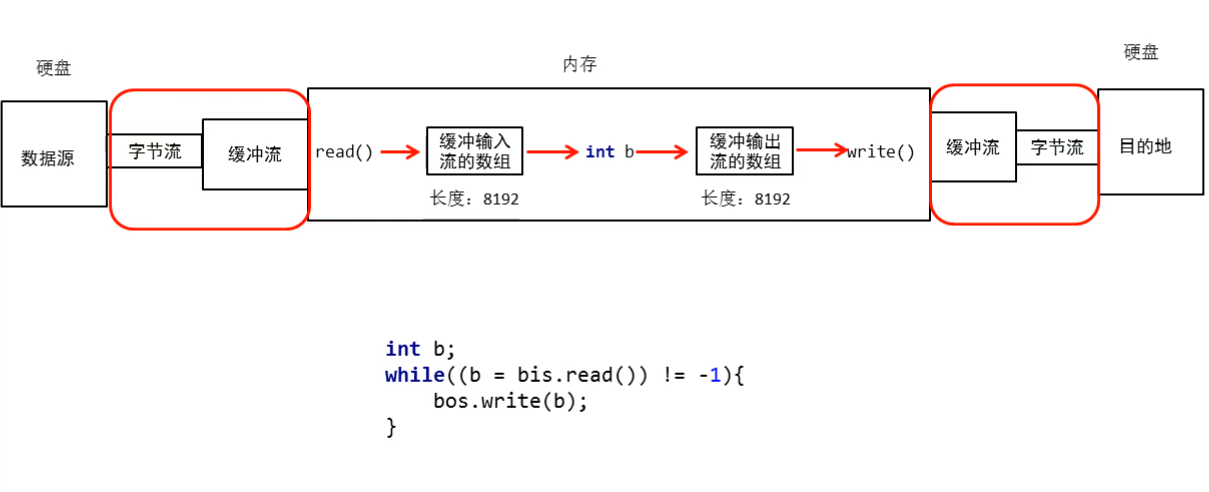 硬盘
内存
硬盘
数据源
字节流
缓冲流
read()
缓冲输入
流的数组
长度: 8192
int b
缓冲输出
流的数组
长度: 8192
write()
缓冲流
字节流
目的地
int b;
while((b = bis.read()) != -1){
    bos.write(b);
}